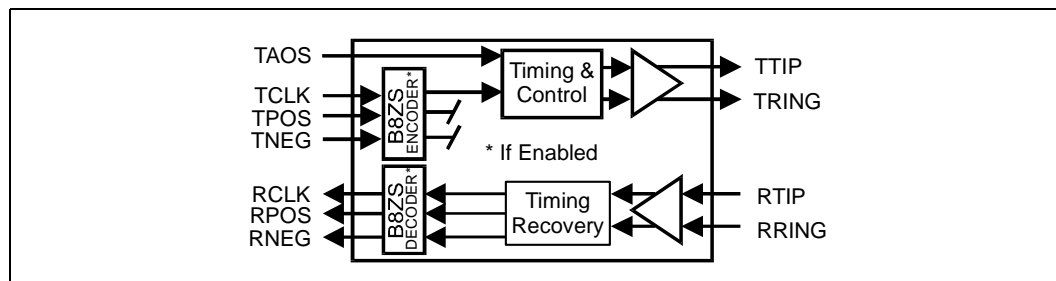 TAOS
TCLK
TPOS
TNEG
B8ZS
ENCODER*
Timing &
Control
TTIP
TRING
* If Enabled
RCLK
RPOS
RNEG
B8ZS
DECODER*
Timing
Recovery
RTIP
RRING